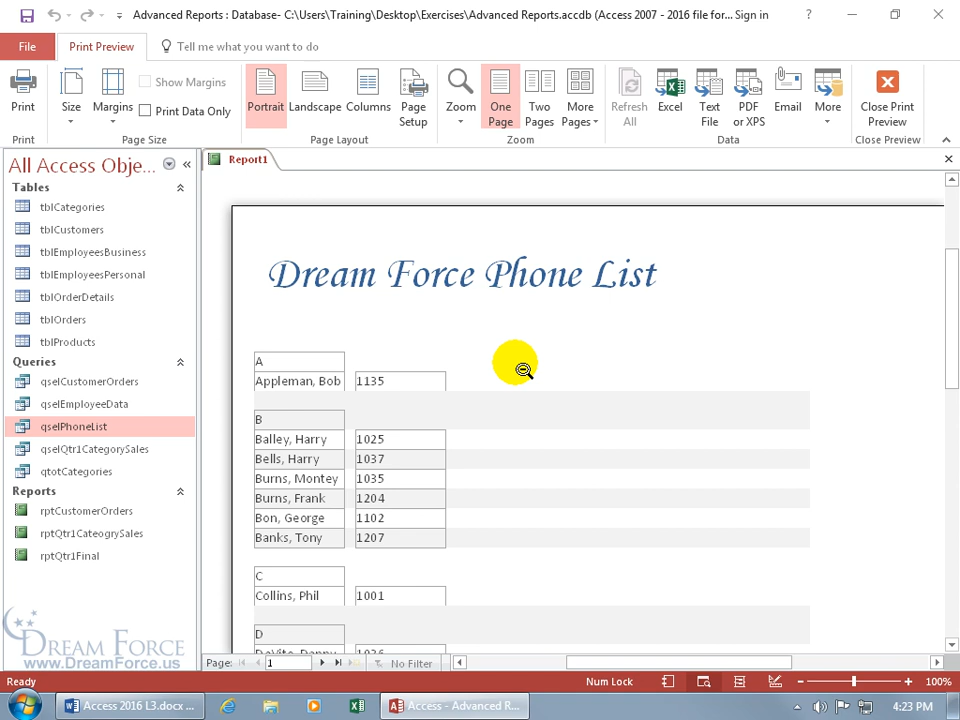 Advanced Reports : Database- C:\Users\Training\Desktop\Exercises\Advanced Reports.accdb (Access 2007 - 2016 file for... Sign in
File
Print Preview
Tell me what you want to do
Print
Size
Margins
Show Margins
Print Data Only
Portrait
Landscape
Columns
Page Setup
Zoom
One Page
Two Pages
More Pages
Refresh All
Excel
Text File
PDF or XPS
Email
More
Close Print Preview
Print
Page Size
Page Layout
Zoom
Data
Close Preview
All Access Obje...
Report1
Tables
tblCategories
tblCustomers
tblEmployeesBusiness
tblEmployeesPersonal
tblOrderDetails
tblOrders
tblProducts
Queries
qselCustomerOrders
qselEmployeeData
qselPhoneList
qselQtr1CategorySales
qtotCategories
Reports
rptCustomerOrders
rptQtr1CateogrySales
rptQtr1Final
Dream Force Phone List
A
Appleman, Bob 1135
B
Balley, Harry 1025
Bells, Harry 1037
Burns, Montey 1035
Burns, Frank 1204
Bon, George 1102
Banks, Tony 1207
C
Collins, Phil 1001
D
DeVito, Danny 1036
DREAM FORCE
www.DreamForce.us
Page: 1
No Filter
Ready
Num Lock
100%
Access 2016 L3.docx ...
Access - Advanced R...
4:23 PM